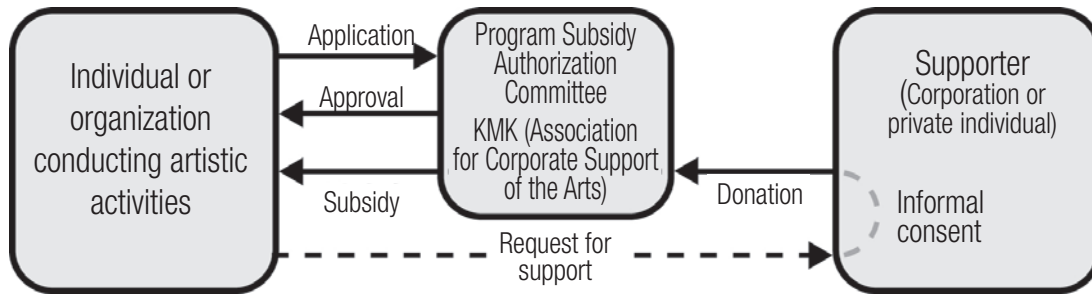 Individual or
organization
conducting artistic
activities
Application
Approval
Subsidy
Program Subsidy
Authorization
Committee
KMK (Association
for Corporate Support
of the Arts)
Donation
Request for
support
Supporter
(Corporation or
private individual)
Informal
consent